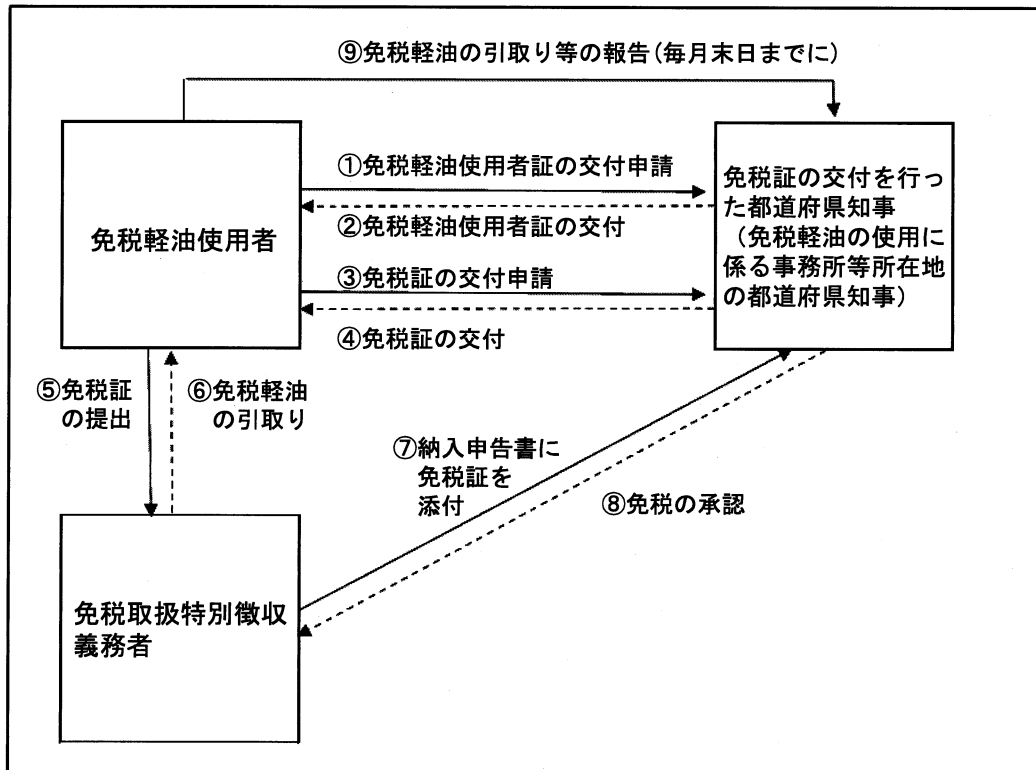 ⑨免税軽油の引取り等の報告(毎月末日までに)
免税軽油使用者
①免税軽油使用者証の交付申請
②免税軽油使用者証の交付
③免税証の交付申請
④免税証の交付
免税証の交付を行っ
た都道府県知事
(免税軽油の使用に
係る事務所等所在地
の都道府県知事)
⑤免税証
の提出
⑥免税軽油
の引取り
⑦納入申告書に
免税証を
添付
⑧免税の承認
免税取扱特別徴収
義務者